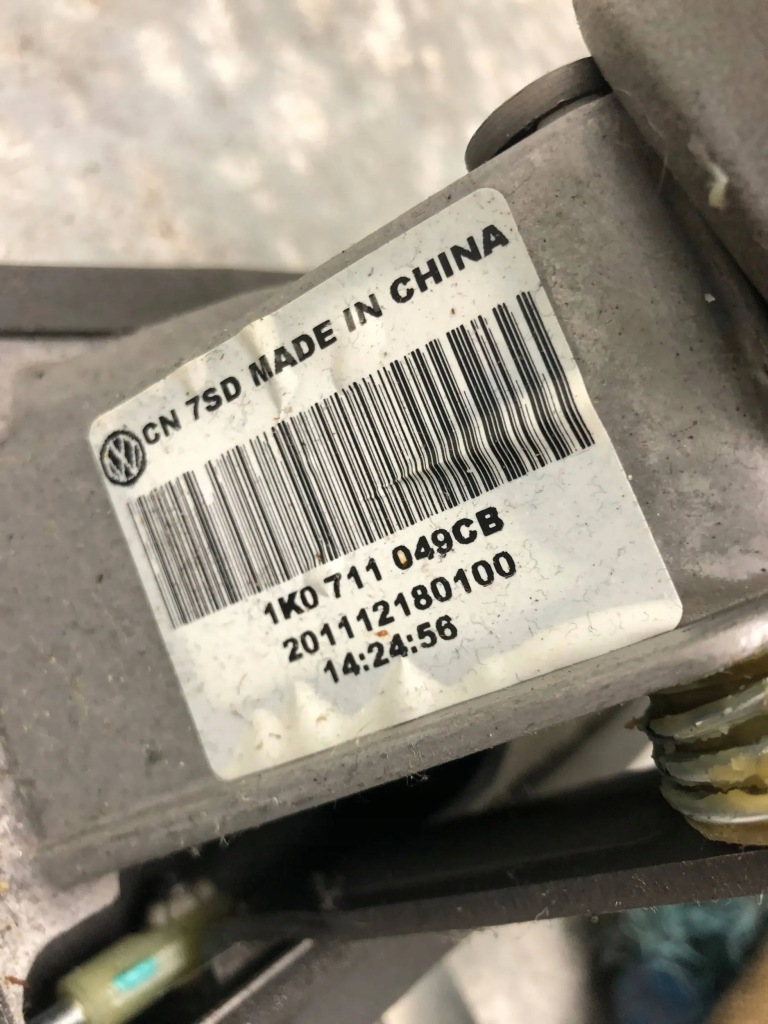 CN 7SD MADE IN CHINA
1K0 711 049CB
201112180100
14:24:56